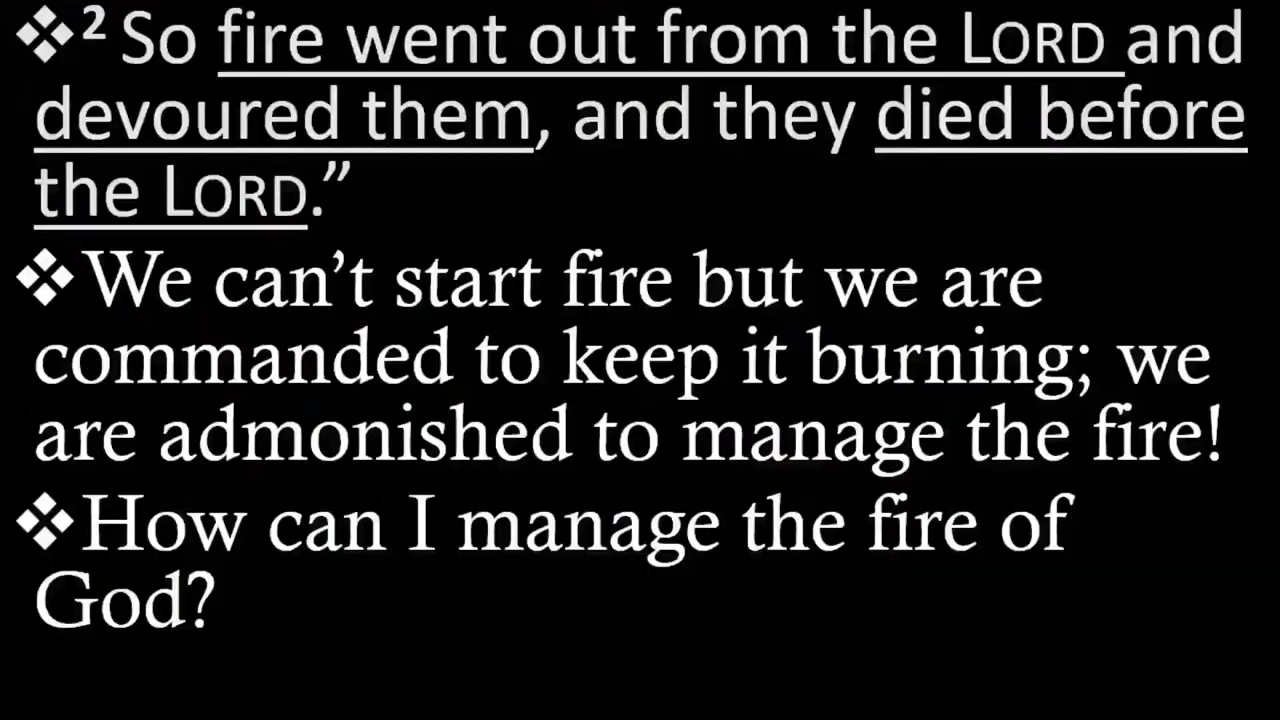 ❖² So fire went out from the LORD and
devoured them, and they died before
the LORD.”
❖We can’t start fire but we are
commanded to keep it burning; we
are admonished to manage the fire!
❖How can I manage the fire of
God?